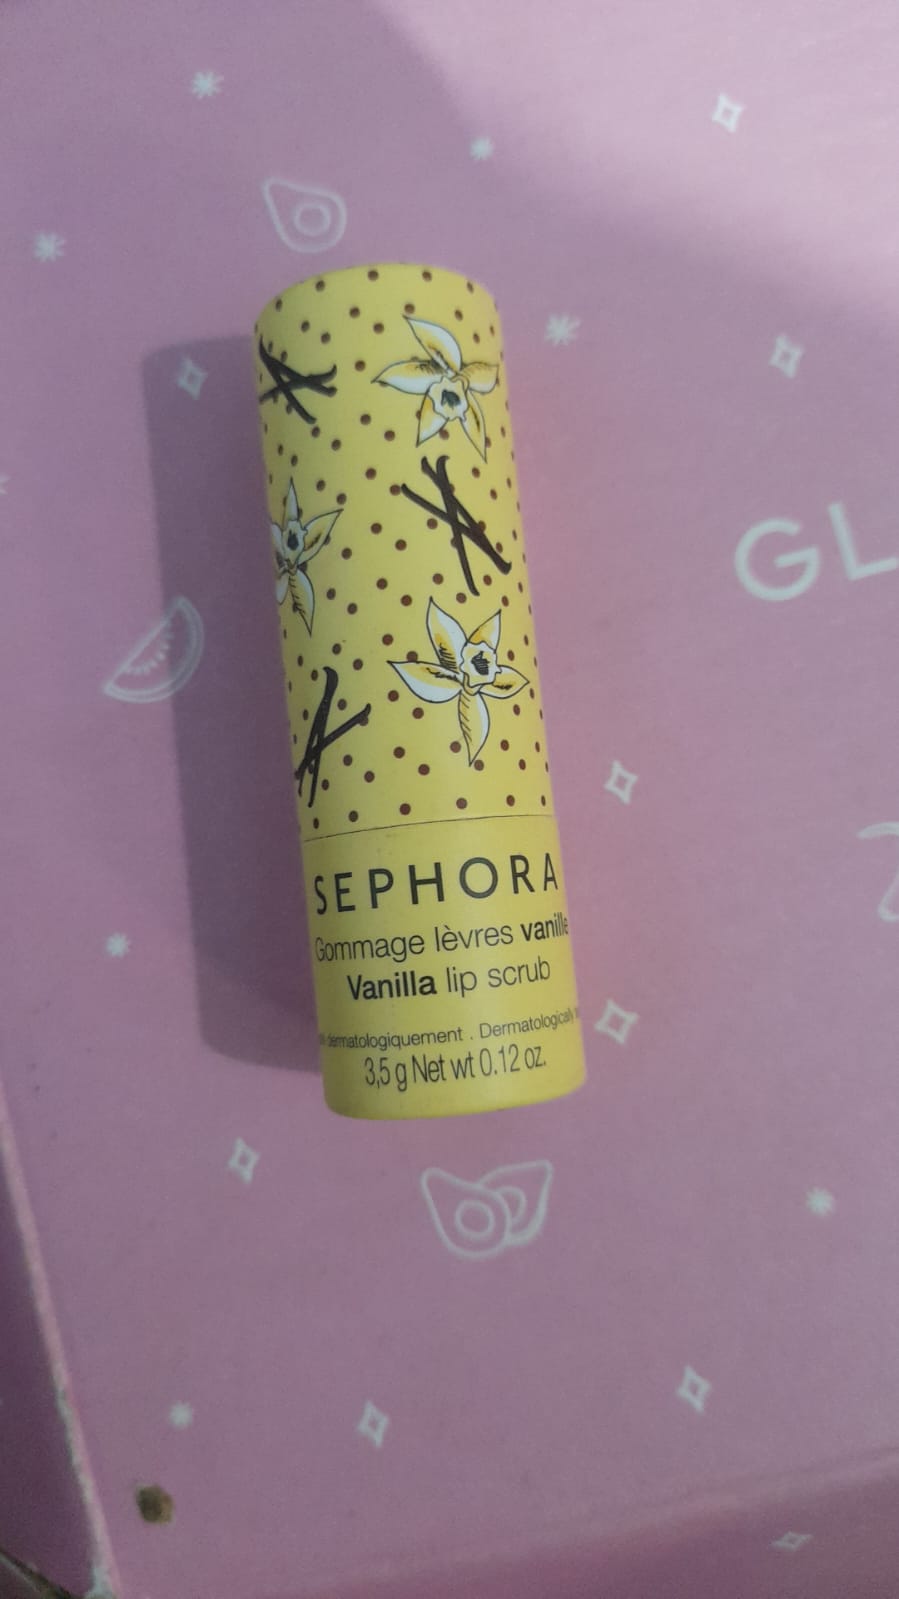 GL
SEPHORA
Gommage lèvres vanille
Vanilla lip scrub
dermatologiquement . Dermatologically
3,5 g Net wt 0.12 oz.